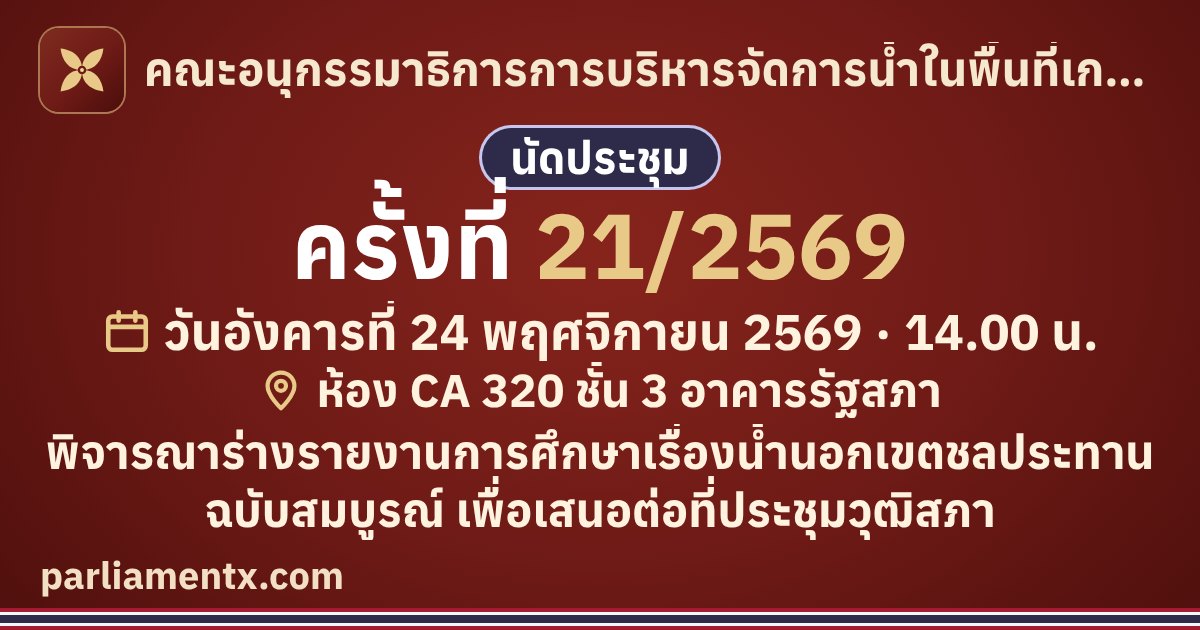 คณะอนุกรรมาธิการการบริหารจัดการน้ำในพื้นที่เก...
นัดประชุม
ครั้งที่ 21/2569
วันอังคารที่ 24 พฤศจิกายน 2569 · 14.00 น.
ห้อง CA 320 ชั้น 3 อาคารรัฐสภา
พิจารณาร่างรายงานการศึกษาเรื่องน้ำนอกเขตชลประทาน
ฉบับสมบูรณ์ เพื่อเสนอต่อที่ประชุมวุฒิสภา
parliamentx.com